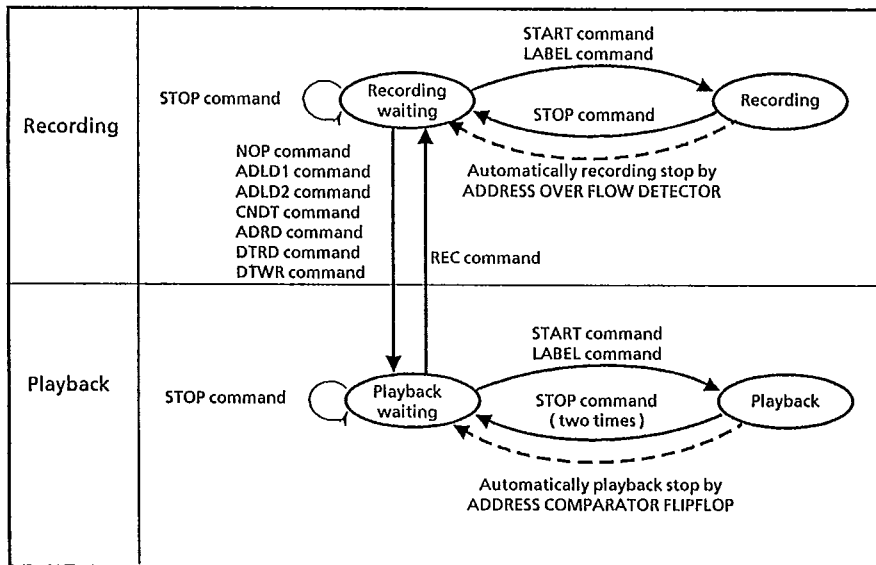 Recording
STOP command
Recording
waiting
START command
LABEL command
STOP command
Recording
Automatically recording stop by
ADDRESS OVER FLOW DETECTOR
NOP command
ADLD1 command
ADLD2 command
CNDT command
ADRD command
DTRD command
DTWR command
REC command
Playback
STOP command
Playback
waiting
START command
LABEL command
STOP command
( two times )
Playback
Automatically playback stop by
ADDRESS COMPARATOR FLIPFLOP